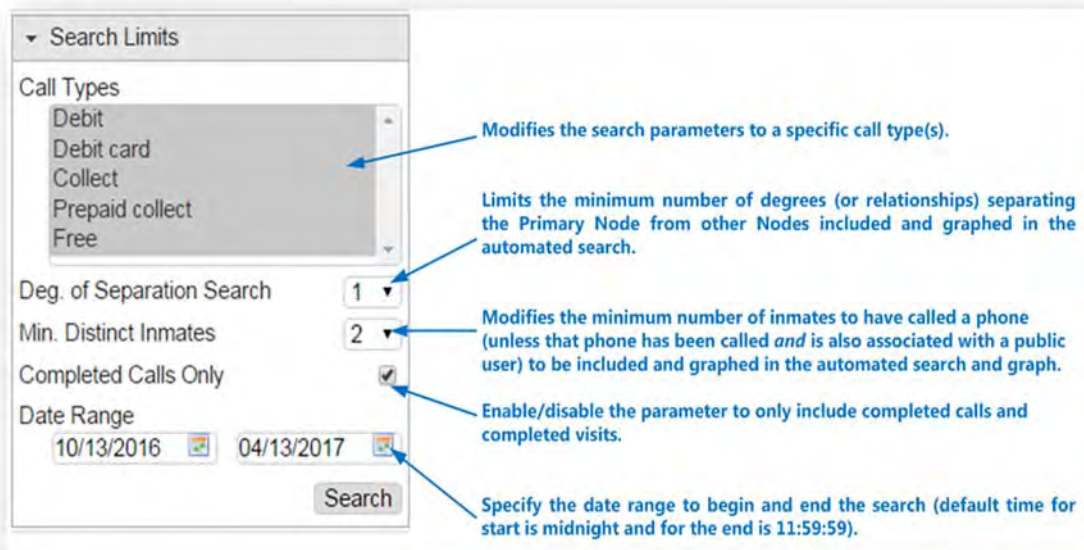 Search Limits
Call Types
Debit
Debit card
Collect
Prepaid collect
Free
Deg. of Separation Search 1
Min. Distinct Inmates 2
Completed Calls Only
Date Range
10/13/2016 04/13/2017
Search
Modifies the search parameters to a specific call type(s).
Limits the minimum number of degrees (or relationships) separating
the Primary Node from other Nodes included and graphed in the
automated search.
Modifies the minimum number of inmates to have called a phone
(unless that phone has been called and is also associated with a public
user) to be included and graphed in the automated search and graph.
Enable/disable the parameter to only include completed calls and
completed visits.
Specify the date range to begin and end the search (default time for
start is midnight and for the end is 11:59:59).